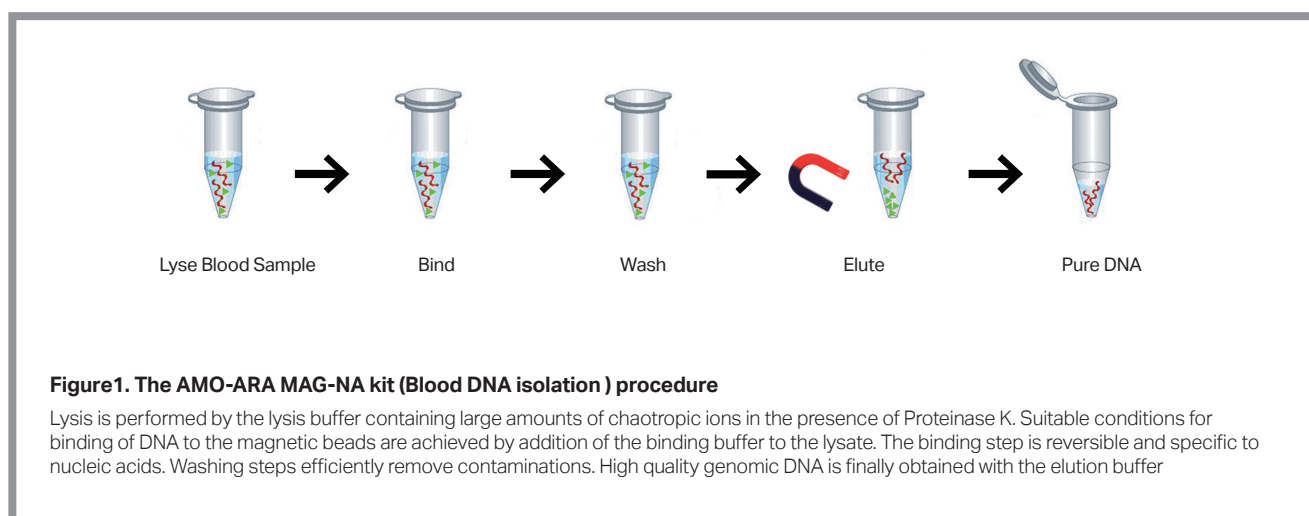 Lyse Blood Sample
Bind
Wash
Elute
Pure DNA
Figure1. The AMO-ARA MAG-NA kit (Blood DNA isolation ) procedure
Lysis is performed by the lysis buffer containing large amounts of chaotropic ions in the presence of Proteinase K. Suitable conditions for
binding of DNA to the magnetic beads are achieved by addition of the binding buffer to the lysate. The binding step is reversible and specific to
nucleic acids. Washing steps efficiently remove contaminations. High quality genomic DNA is finally obtained with the elution buffer